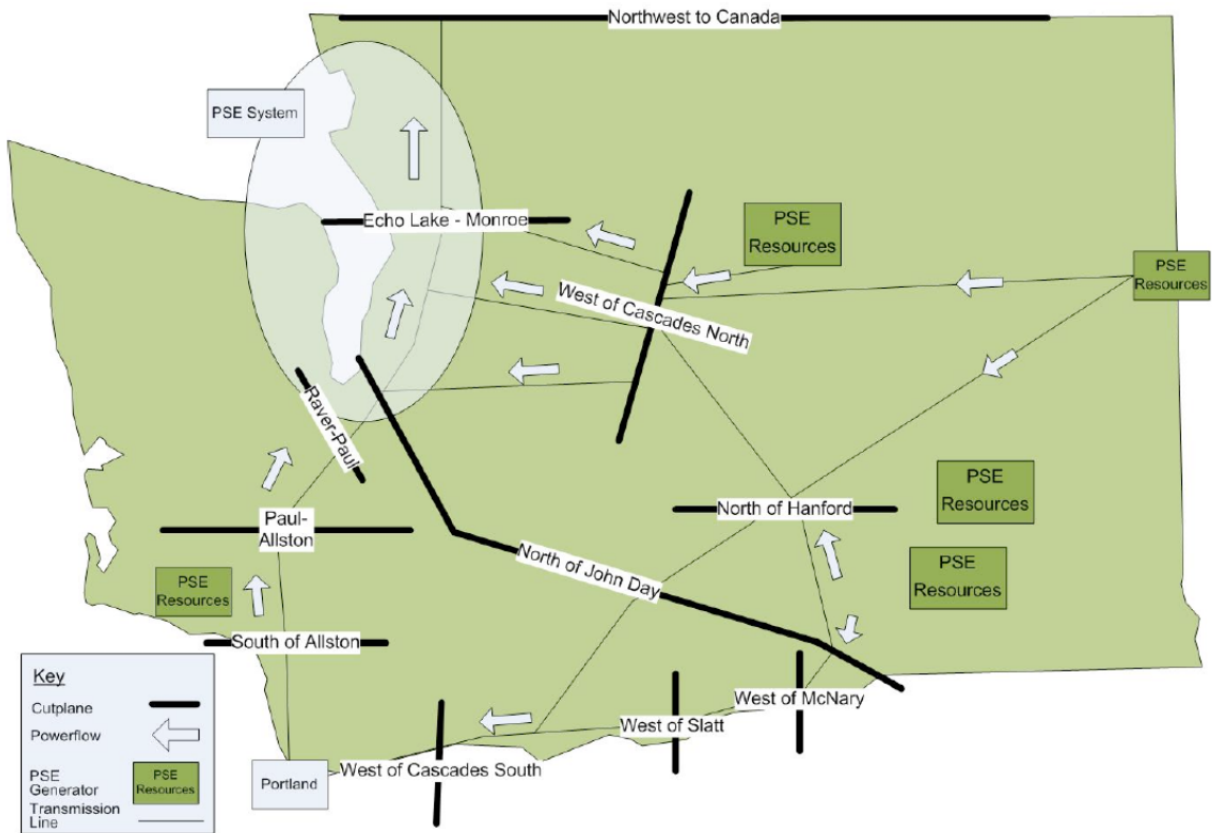 Northwest to Canada
PSE System
Echo Lake - Monroe
PSE
Resources
PSE
Resources
West of Cascades North
Raver-Paul
PSE
Resources
North of Hanford
Paul-
Allston
PSE
Resources
North of John Day
PSE
Resources
South of Allston
Key
Cutplane
Powerflow
PSE
Generator
PSE
Resources
Transmission
Line
West of McNary
West of Slatt
West of Cascades South
Portland